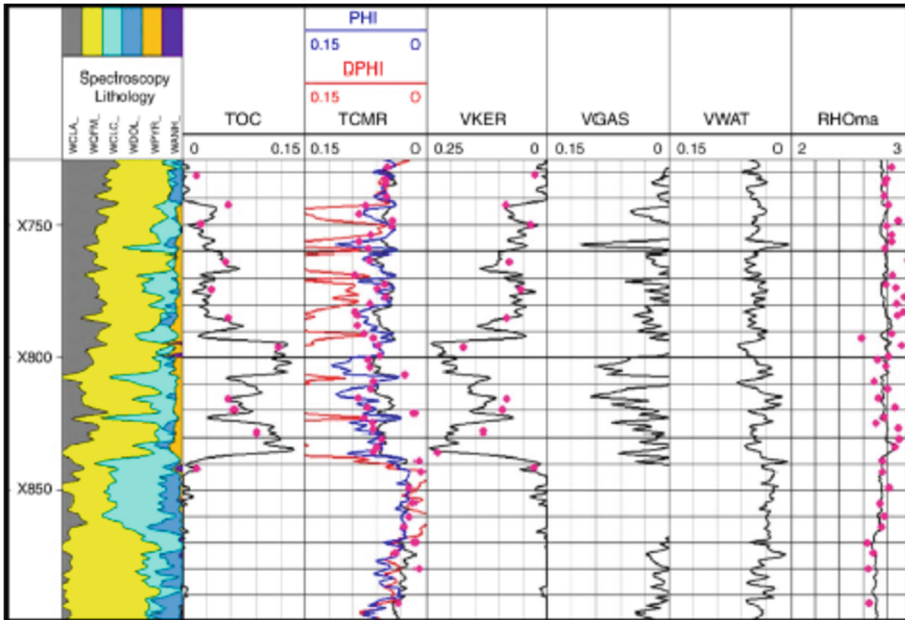 PHI
0.15 0
DPHI
0.15 0
Spectroscopy
Lithology
WCLA_
WQFM_
WCLC_
WDOL_
WPYR_
WANH_
TOC TCMR VKER VGAS VWAT RHOma
0 0.15 0.15 0 0.25 0 0.15 0 0.15 0 2 3
X750
X800
X850